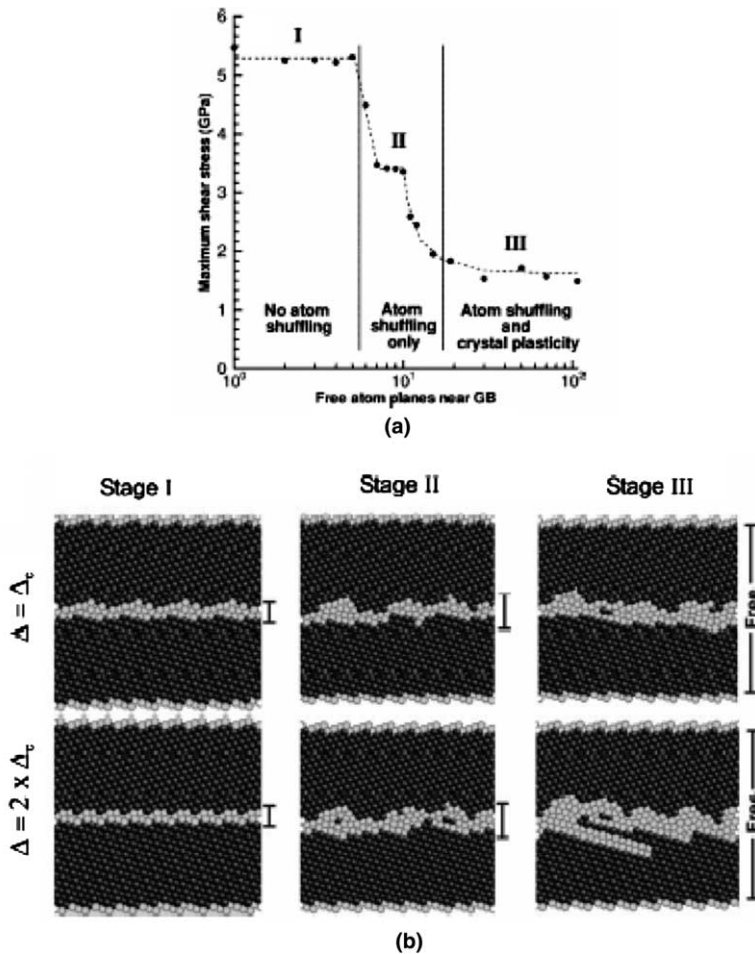 6
5
4
3
2
1
0
Maximum shear stress (GPa)
I
II
III
No atom
shuffling
Atom
shuffling
only
Atom shuffling
and
crystal plasticity
10⁰
10¹
10²
Free atom planes near GB
(a)
Stage I
Stage II
Stage III
Δ = Δc
Free
Δ = 2 x Δc
Free
(b)